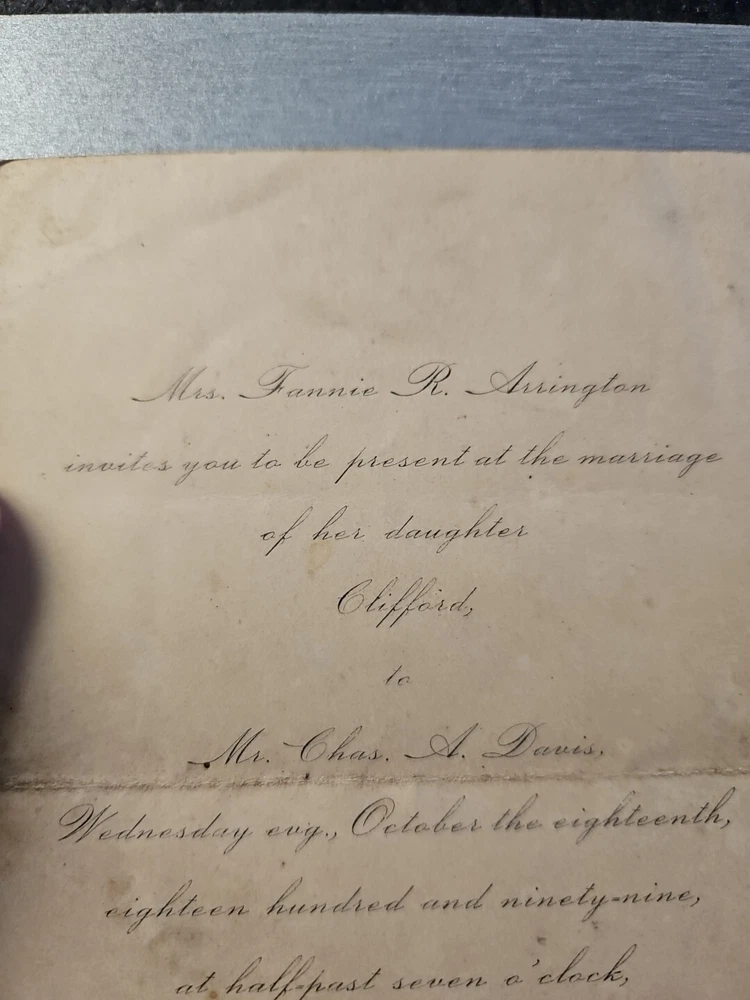 Mrs. Fannie R. Arrington
invites you to be present at the marriage
of her daughter
Clifford,
to
Mr. Chas. A. Davis,
Wednesday evg., October the eighteenth,
eighteen hundred and ninety-nine,
at half-past seven o'clock,